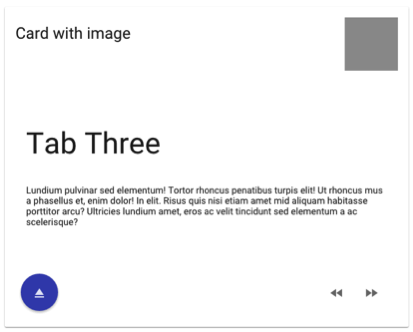 Card with image
Tab Three
Lundium pulvinar sed elementum! Tortor rhoncus penatibus turpis elit! Ut rhoncus mus
a phasellus et, enim dolor! In elit. Risus quis nisi etiam amet mid aliquam habitasse
porttitor arcu? Ultricies lundium amet, eros ac velit tincidunt sed elementum a ac
scelerisque?